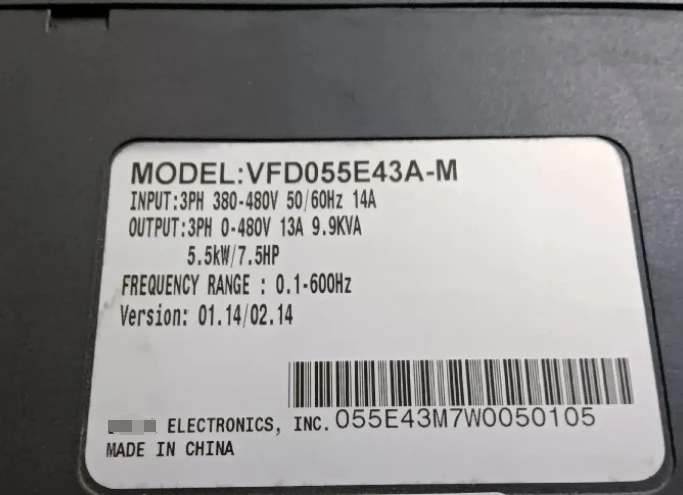 MODEL:VFD055E43A-M
INPUT:3PH 380-480V 50/60Hz 14A
OUTPUT:3PH 0-480V 13A 9.9KVA
5.5kW/7.5HP
FREQUENCY RANGE : 0.1-600Hz
Version: 01.14/02.14
ELECTRONICS, INC. 055E43M7W0050105
MADE IN CHINA